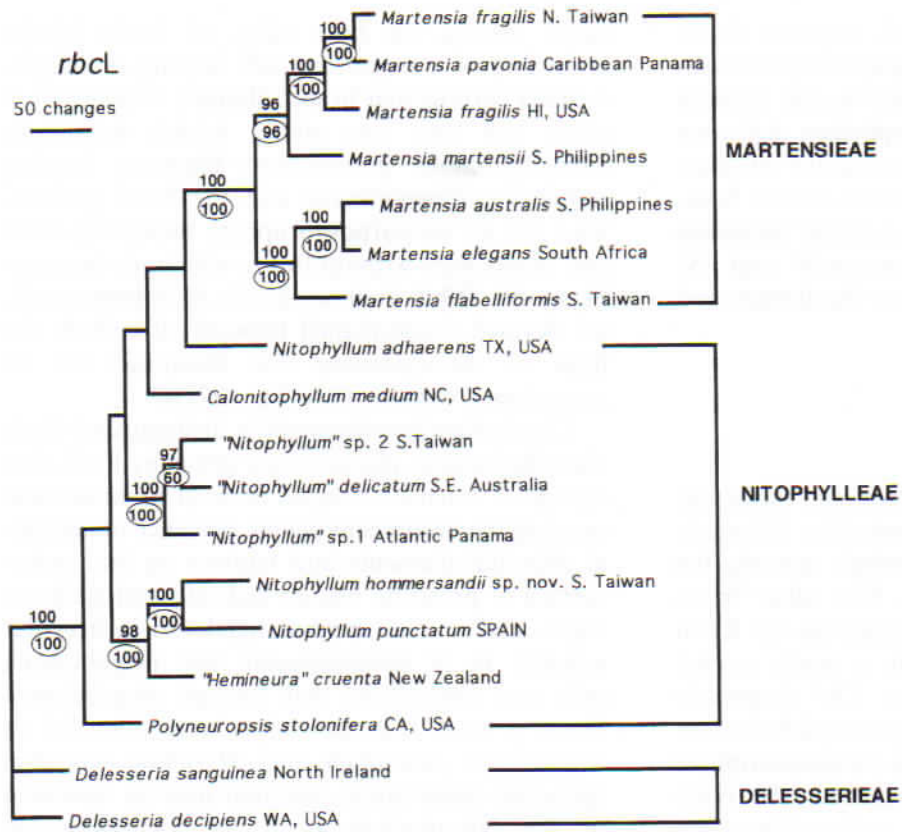 rbcL
50 changes
100
100
Martensia fragilis N. Taiwan
Martensia pavonia Caribbean Panama
100
100
Martensia fragilis HI, USA
96
96
Martensia martensii S. Philippines
MARTENSIEAE
100
100
Martensia australis S. Philippines
100
100
Martensia elegans South Africa
100
100
Martensia flabelliformis S. Taiwan
Nitophyllum adhaerens TX, USA
Calonitophyllum medium NC, USA
"Nitophyllum" sp. 2 S.Taiwan
97
60
"Nitophyllum" delicatum S.E. Australia
NITOPHYLLEAE
100
100
"Nitophyllum" sp.1 Atlantic Panama
Nitophyllum hommersandii sp. nov. S. Taiwan
100
100
Nitophyllum punctatum SPAIN
100
100
98
100
"Hemineura" cruenta New Zealand
Polyneuropsis stolonifera CA, USA
Delesseria sanguinea North Ireland
DELESSERIEAE
Delesseria decipiens WA, USA